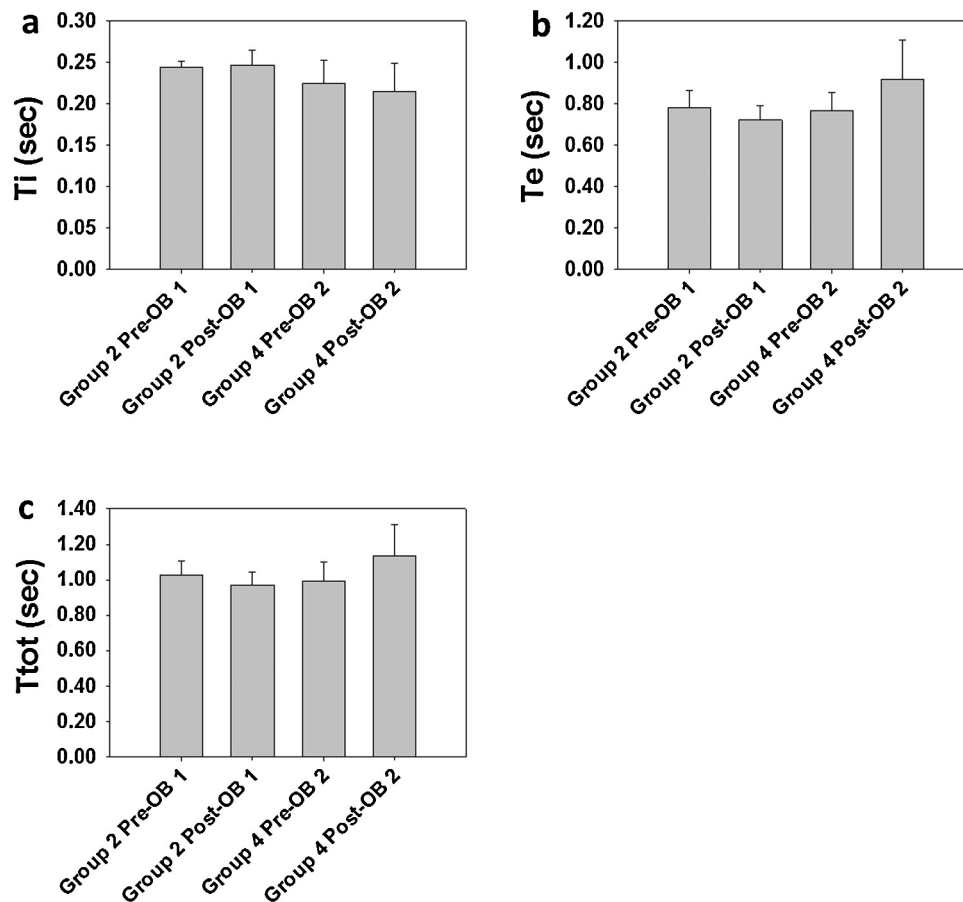 a
Ti (sec)
0.30
0.25
0.20
0.15
0.10
0.05
0.00
Group 2 Pre-OB 1
Group 2 Post-OB 1
Group 4 Pre-OB 2
Group 4 Post-OB 2
b
Te (sec)
1.20
1.00
0.80
0.60
0.40
0.20
0.00
Group 2 Pre-OB 1
Group 2 Post-OB 1
Group 4 Pre-OB 2
Group 4 Post-OB 2
c
Ttot (sec)
1.40
1.20
1.00
0.80
0.60
0.40
0.20
0.00
Group 2 Pre-OB 1
Group 2 Post-OB 1
Group 4 Pre-OB 2
Group 4 Post-OB 2